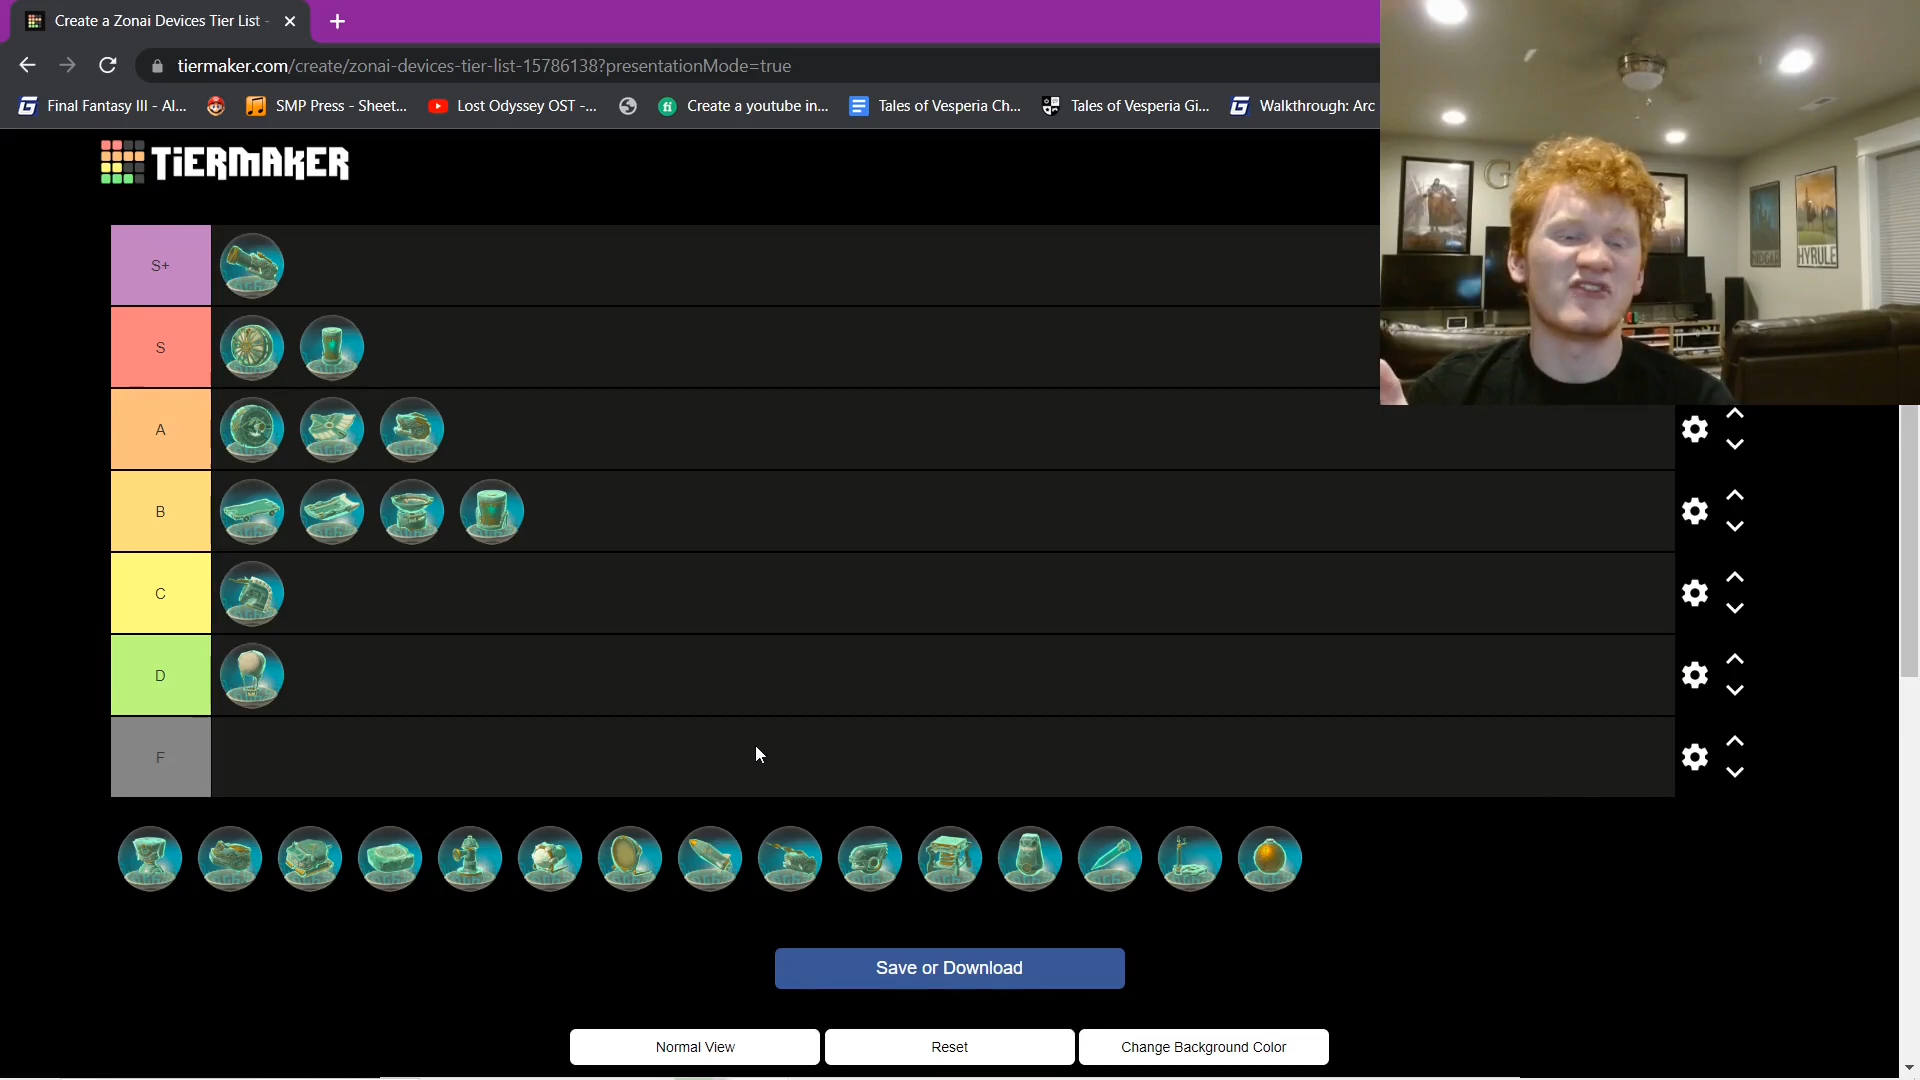 Create a Zonai Devices Tier List -
tiermaker.com/create/zonai-devices-tier-list-15786138?presentationMode=true
Final Fantasy III - Al...
SMP Press - Sheet...
Lost Odyssey OST -...
Create a youtube in...
Tales of Vesperia Ch...
Tales of Vesperia Gi...
Walkthrough: Arc
TiERMAKER
G
MIDGAR
HYRULE
S+
S
A
B
C
D
F
Save or Download
Normal View
Reset
Change Background Color